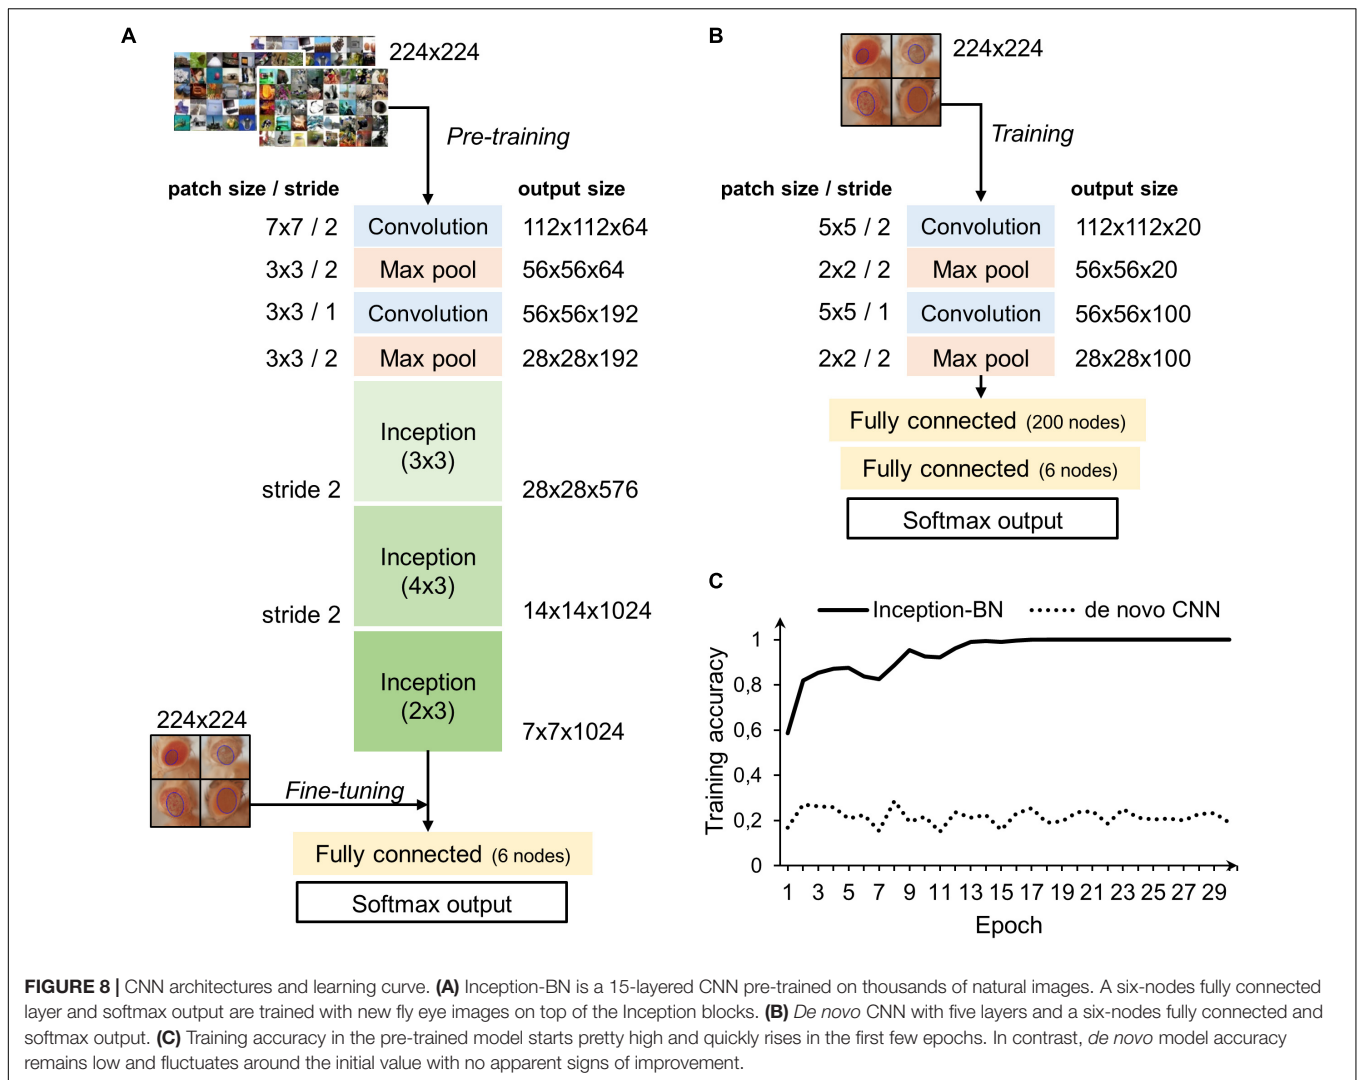 A
224x224
Pre-training
patch size / stride
output size
7x7 / 2 Convolution 112x112x64
3x3 / 2 Max pool 56x56x64
3x3 / 1 Convolution 56x56x192
3x3 / 2 Max pool 28x28x192
Inception
(3x3)
stride 2 28x28x576
Inception
(4x3)
stride 2 14x14x1024
Inception
(2x3)
7x7x1024
224x224
Fine-tuning
Fully connected (6 nodes)
Softmax output
B
224x224
Training
patch size / stride
output size
5x5 / 2 Convolution 112x112x20
2x2 / 2 Max pool 56x56x20
5x5 / 1 Convolution 56x56x100
2x2 / 2 Max pool 28x28x100
Fully connected (200 nodes)
Fully connected (6 nodes)
Softmax output
C
Inception-BN de novo CNN
Training accuracy
1
0,8
0,6
0,4
0,2
0
1 3 5 7 9 11 13 15 17 19 21 23 25 27 29
Epoch
FIGURE 8 | CNN architectures and learning curve. (A) Inception-BN is a 15-layered CNN pre-trained on thousands of natural images. A six-nodes fully connected
layer and softmax output are trained with new fly eye images on top of the Inception blocks. (B) De novo CNN with five layers and a six-nodes fully connected and
softmax output. (C) Training accuracy in the pre-trained model starts pretty high and quickly rises in the first few epochs. In contrast, de novo model accuracy
remains low and fluctuates around the initial value with no apparent signs of improvement.